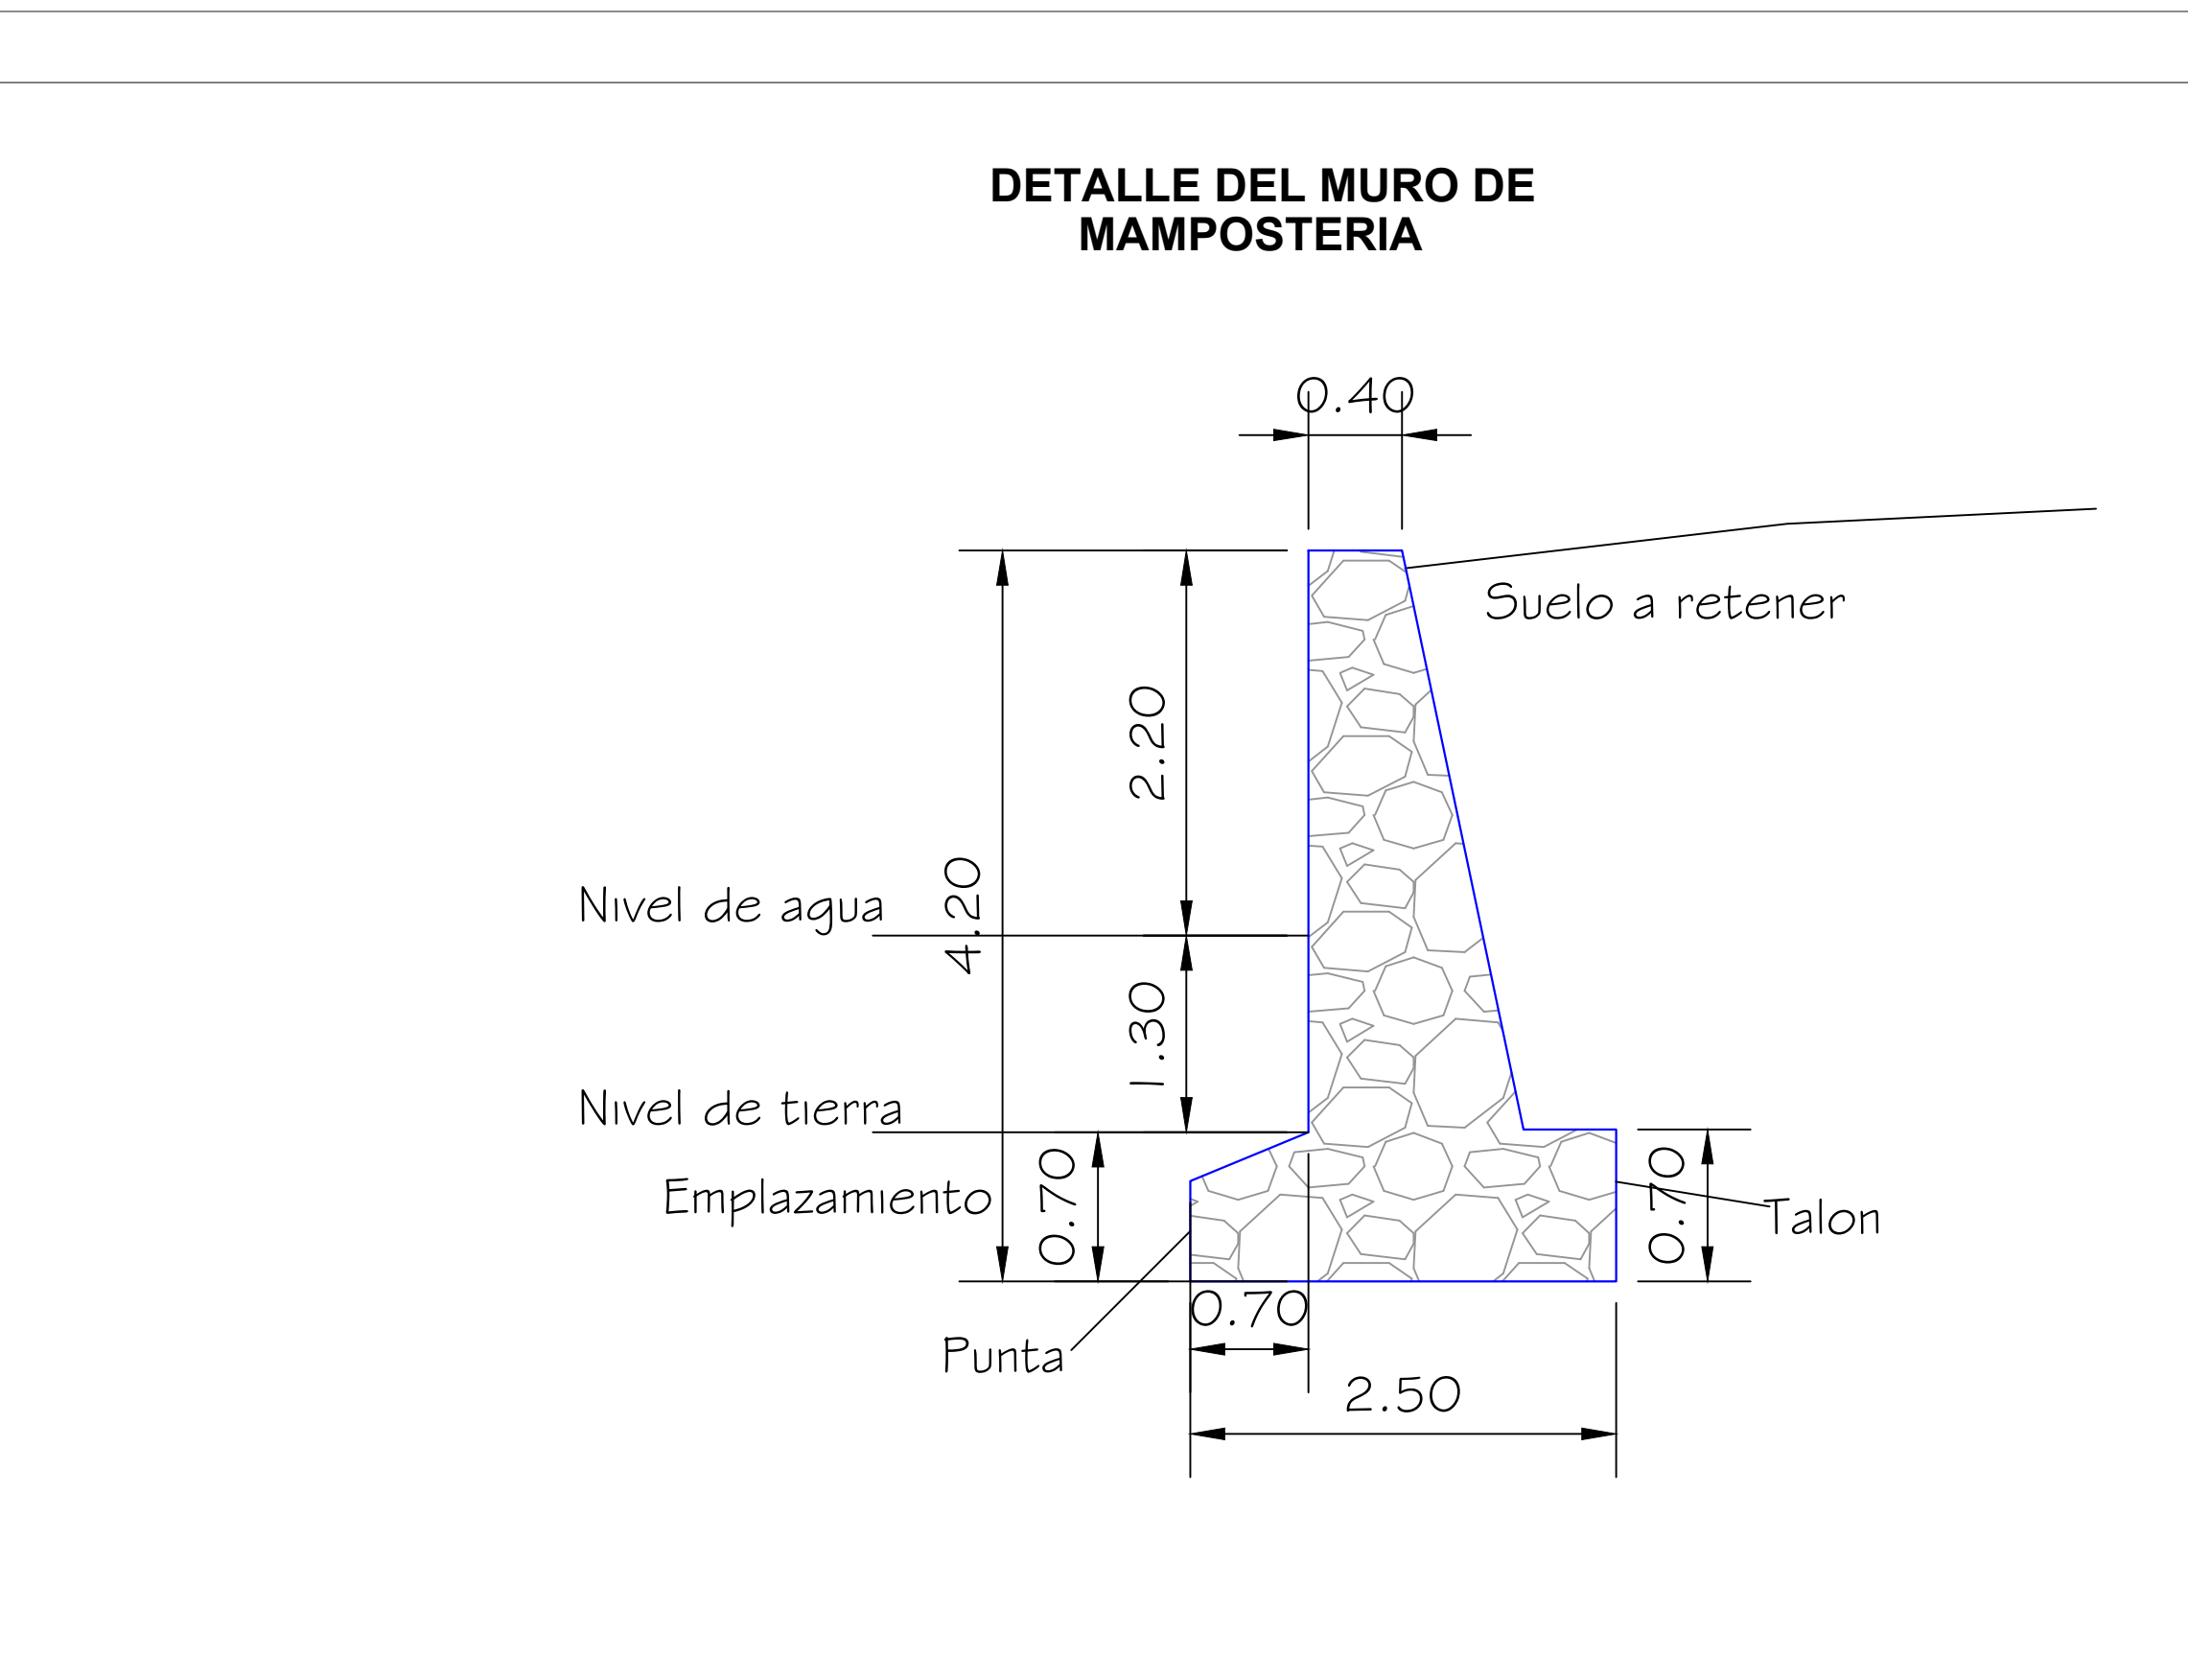 DETALLE DEL MURO DE
MAMPOSTERIA
0.40
Suelo a retener
2.20
4.20
Nivel de agua
1.30
Nivel de tierra
Emplazamiento
0.70
0.70
Talon
0.70
Punta
2.50